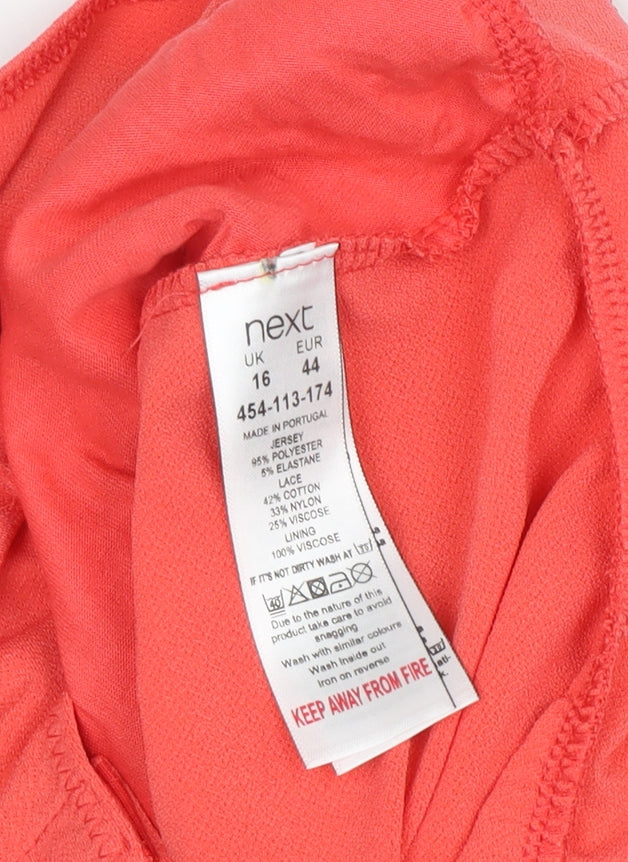 next
UK EUR
16 44
454-113-174
MADE IN PORTUGAL
JERSEY
95% POLYESTER
5% ELASTANE
LACE
42% COTTON
33% NYLON
25% VISCOSE
LINING
100% VISCOSE
IF IT'S NOT DIRTY WASH AT
40
Due to the nature of this
product take care to avoid
snagging
Wash with similar colours
Wash inside out
Iron on reverse
KEEP AWAY FROM FIRE